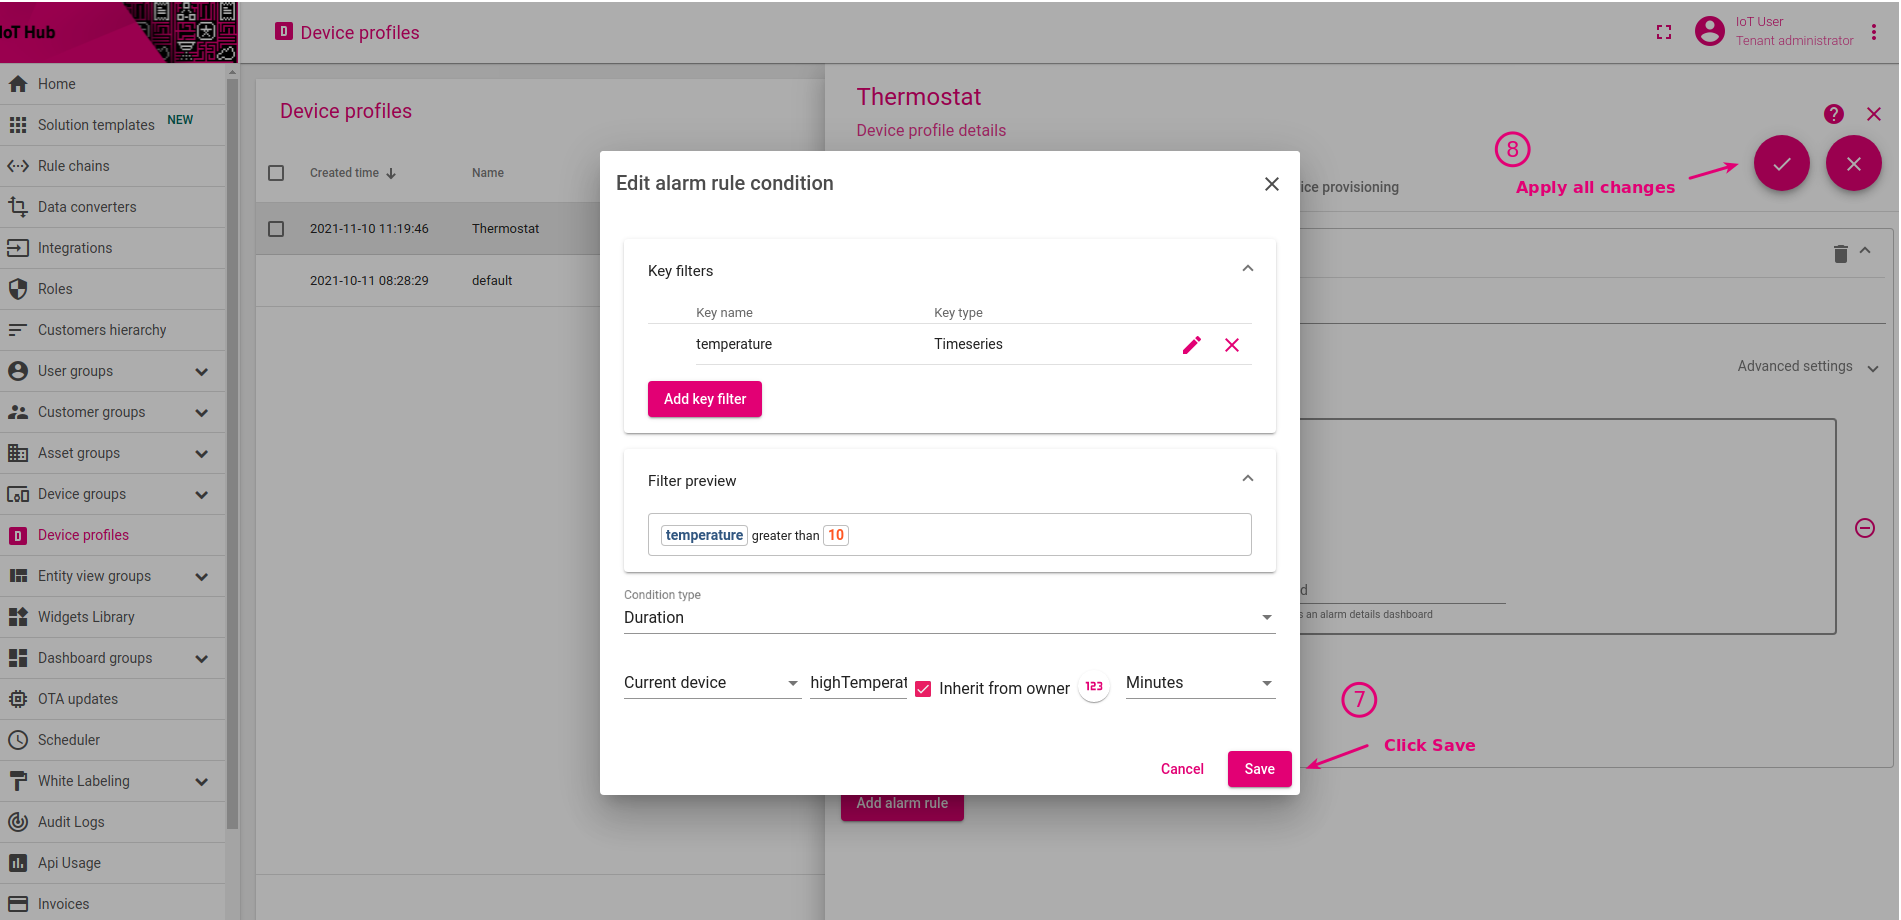 IoT Hub
Device profiles
IoT User
Tenant administrator
Home
Solution templates NEW
Rule chains
Data converters
Integrations
Roles
Customers hierarchy
User groups
Customer groups
Asset groups
Device groups
Device profiles
Entity view groups
Widgets Library
Dashboard groups
OTA updates
Scheduler
White Labeling
Audit Logs
Api Usage
Invoices
Device profiles
Created time Name
2021-11-10 11:19:46 Thermostat
2021-10-11 08:28:29 default
Thermostat
Device profile details
8
Apply all changes
ice provisioning
Advanced settings
d
s an alarm details dashboard
Add alarm rule
Edit alarm rule condition
Key filters
Key name Key type
temperature Timeseries
Add key filter
Filter preview
temperature greater than 10
Condition type
Duration
Current device highTemperat Inherit from owner 123 Minutes
Cancel Save
7
Click Save